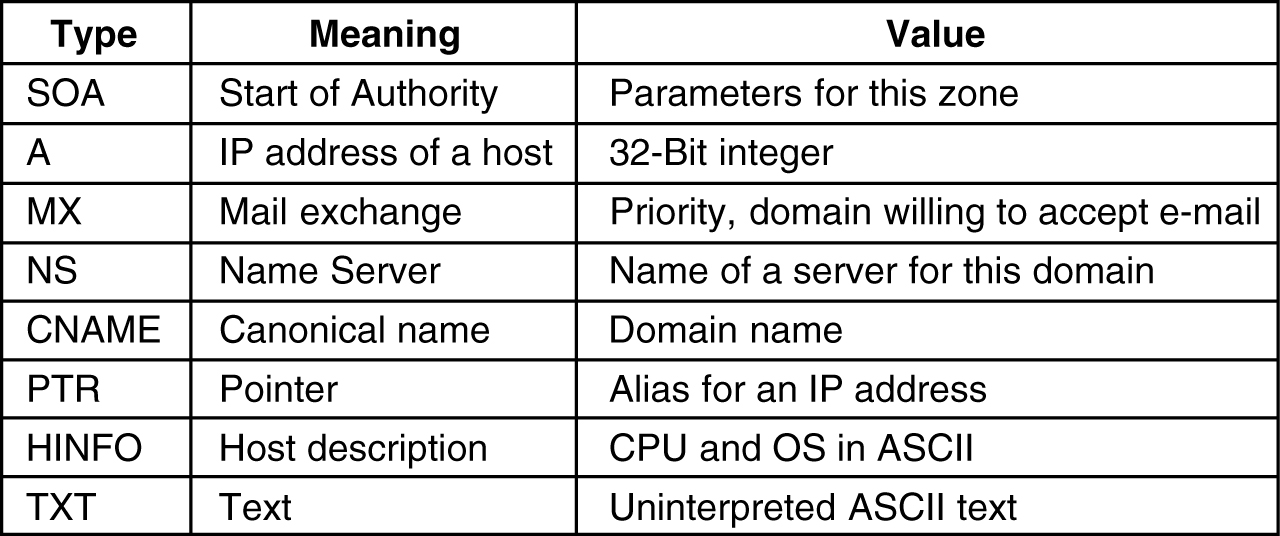 Type Meaning Value
SOA Start of Authority Parameters for this zone
A IP address of a host 32-Bit integer
MX Mail exchange Priority, domain willing to accept e-mail
NS Name Server Name of a server for this domain
CNAME Canonical name Domain name
PTR Pointer Alias for an IP address
HINFO Host description CPU and OS in ASCII
TXT Text Uninterpreted ASCII text